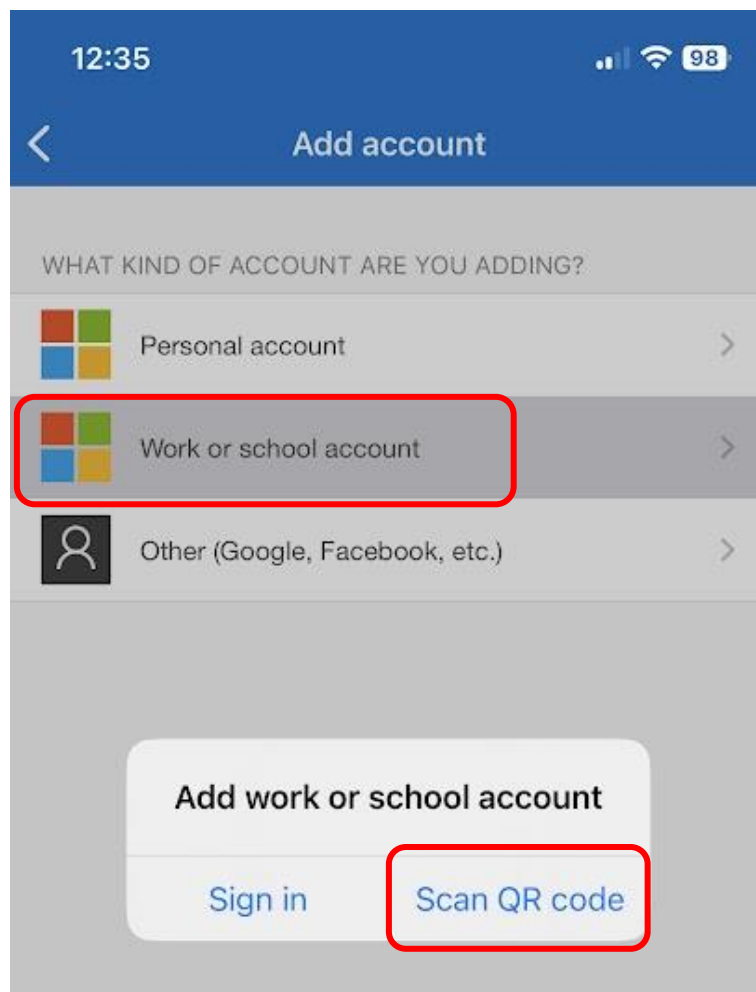 12:35
98
Add account
WHAT KIND OF ACCOUNT ARE YOU ADDING?
Personal account
Work or school account
Other (Google, Facebook, etc.)
Add work or school account
Sign in
Scan QR code